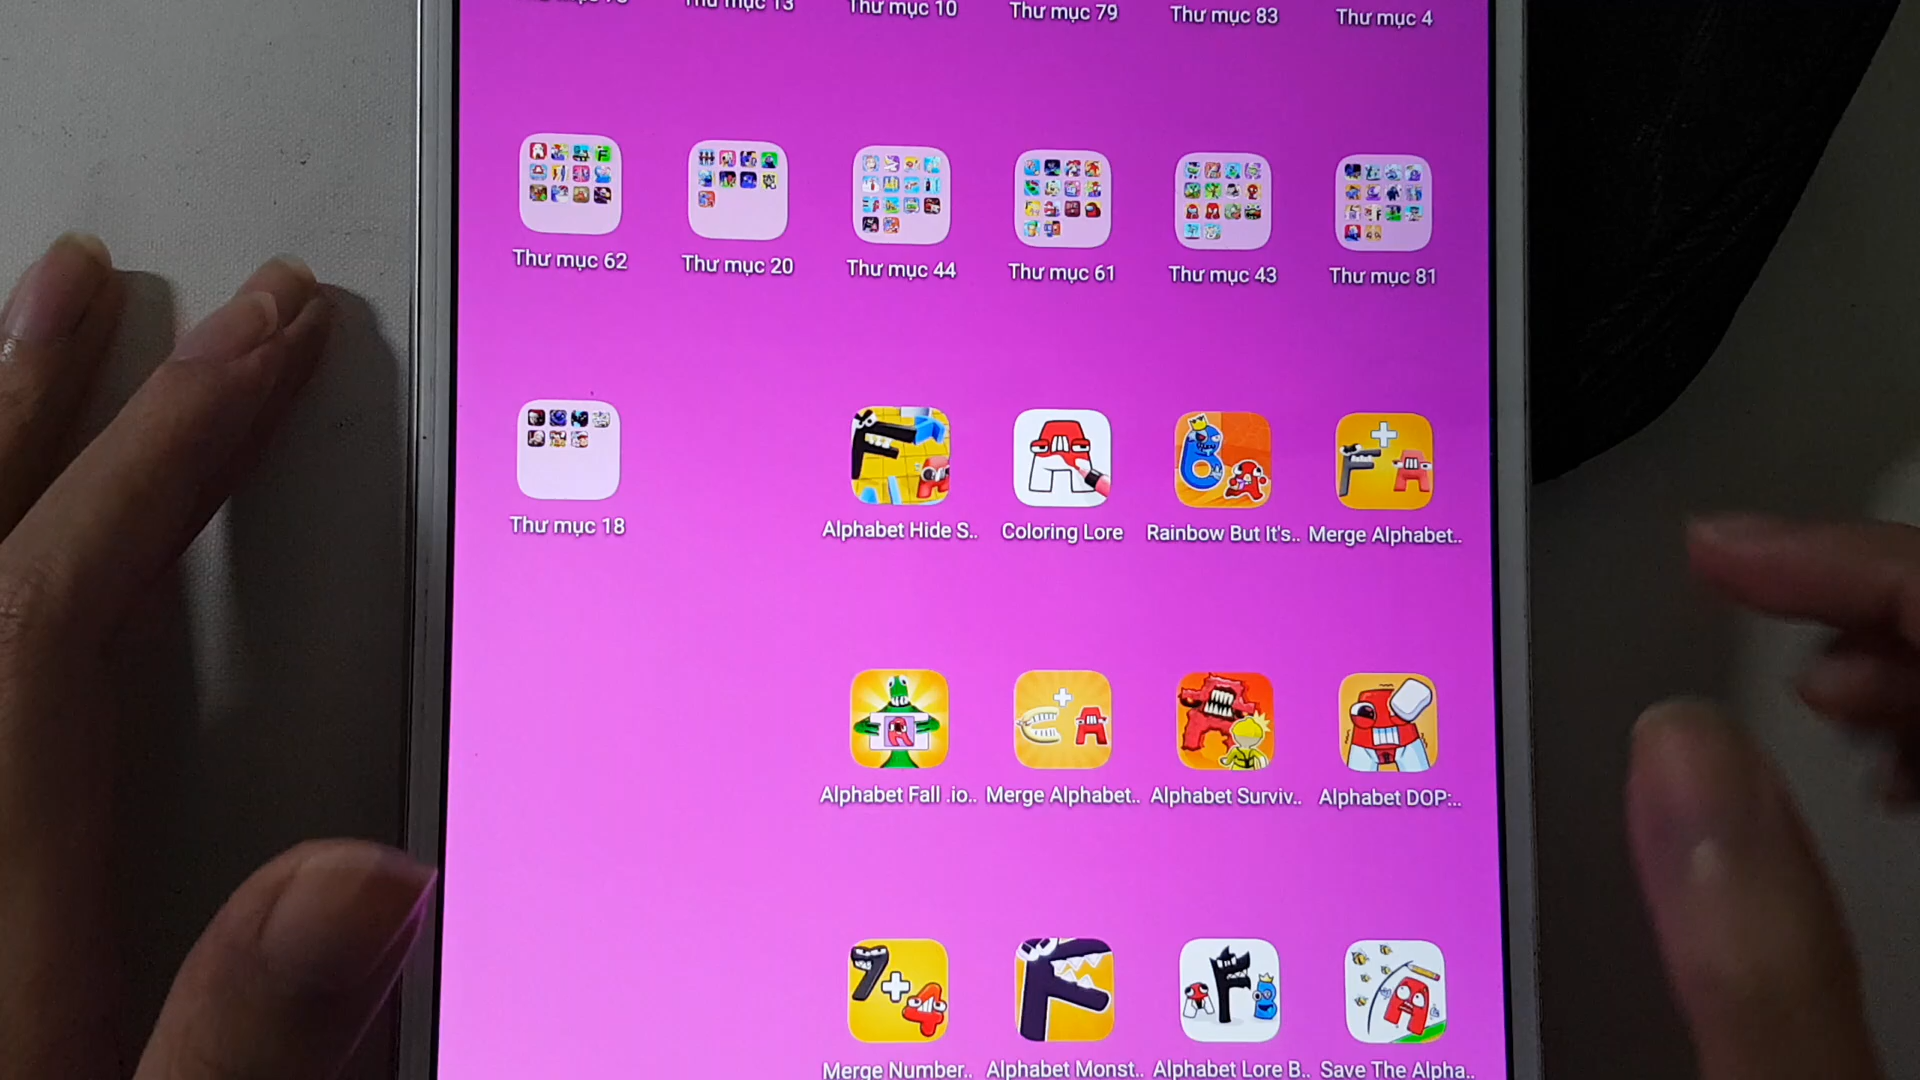 Thư mục 13
Thư mục 10
Thư mục 79
Thư mục 83
Thư mục 4
Thư mục 62
Thư mục 20
Thư mục 44
Thư mục 61
Thư mục 43
Thư mục 81
Thư mục 18
Alphabet Hide S..
Coloring Lore
Rainbow But It's..
Merge Alphabet..
Alphabet Fall .io..
Merge Alphabet..
Alphabet Surviv..
Alphabet DOP:...
Merge Number..
Alphabet Monst..
Alphabet Lore B..
Save The Alpha..